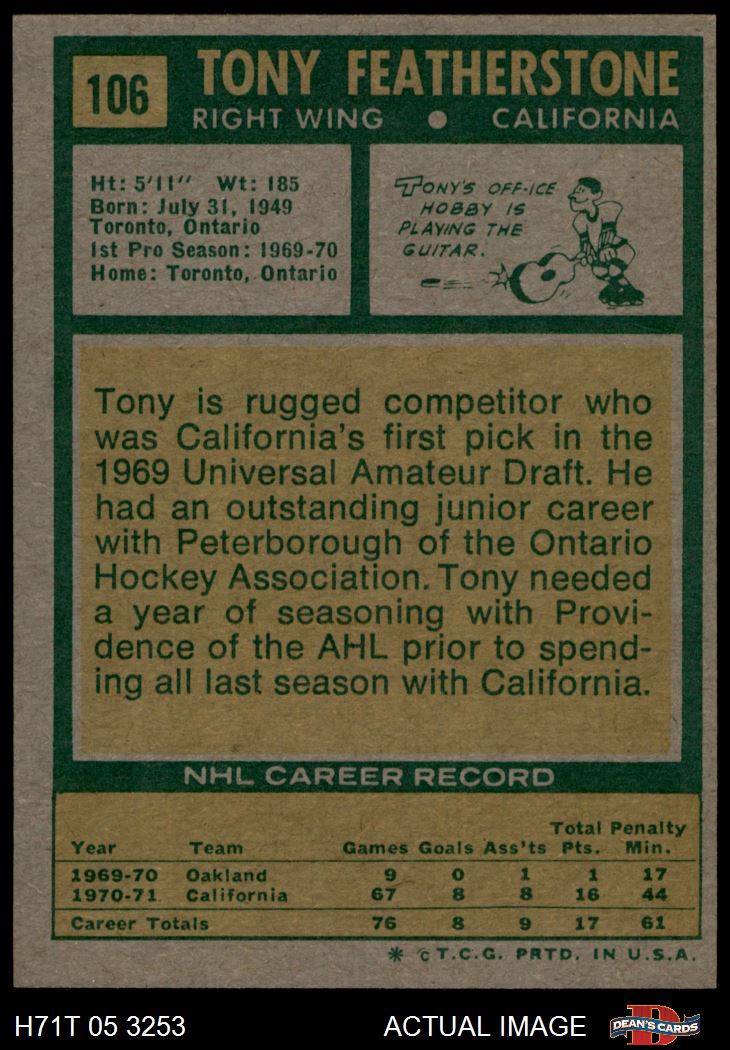 106
TONY FEATHERSTONE
RIGHT WING ● CALIFORNIA
Ht: 5'11" Wt: 185
Born: July 31, 1949
Toronto, Ontario
1st Pro Season: 1969-70
Home: Toronto, Ontario
TONY'S OFF-ICE
HOBBY IS
PLAYING THE
GUITAR.
Tony is rugged competitor who
was California's first pick in the
1969 Universal Amateur Draft. He
had an outstanding junior career
with Peterborough of the Ontario
Hockey Association. Tony needed
a year of seasoning with Provi-
dence of the AHL prior to spend-
ing all last season with California.
NHL CAREER RECORD
Total Penalty
Year Team Games Goals Ass'ts Pts. Min.
1969-70 Oakland 9 0 1 1 17
1970-71 California 67 8 8 16 44
Career Totals 76 8 9 17 61
* © T.C.G. PRTD. IN U.S.A.
H71T 05 3253 ACTUAL IMAGE D DEAN'S CARDS